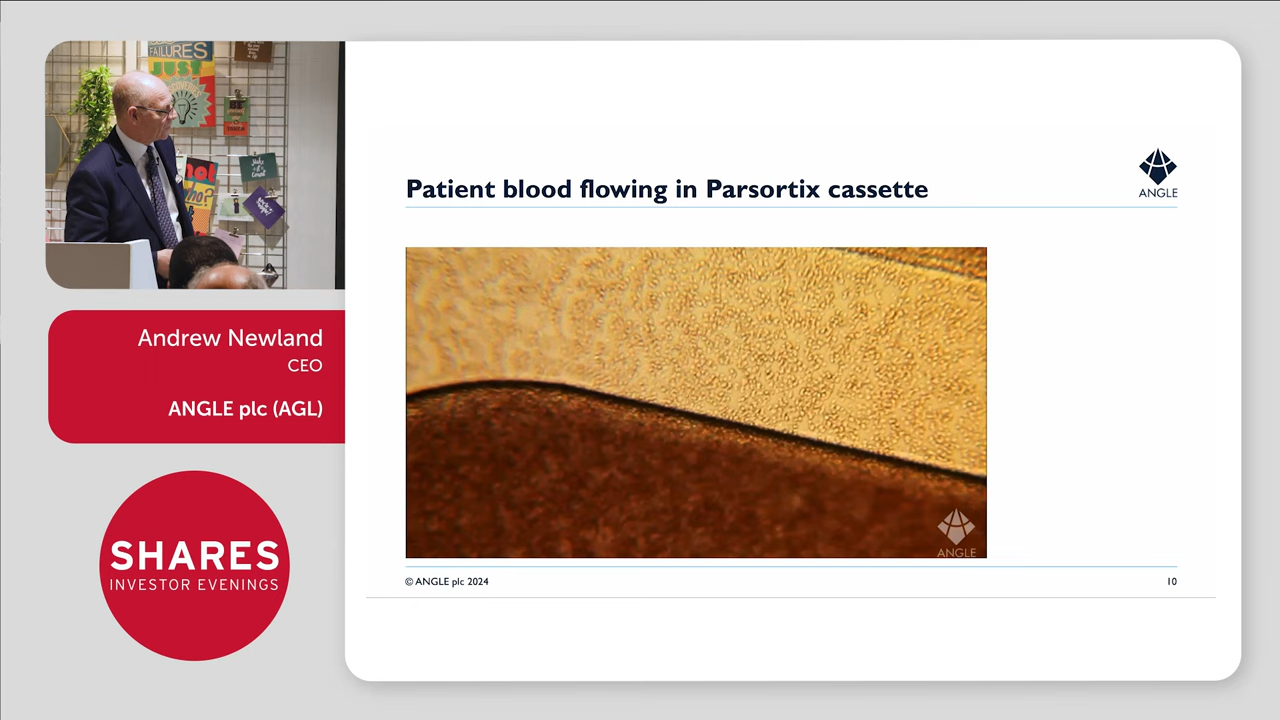 FAILURES
JUST
Andrew Newland
CEO
ANGLE plc (AGL)
SHARES
INVESTOR EVENINGS
ANGLE
Patient blood flowing in Parsortix cassette
ANGLE
© ANGLE plc 2024
10